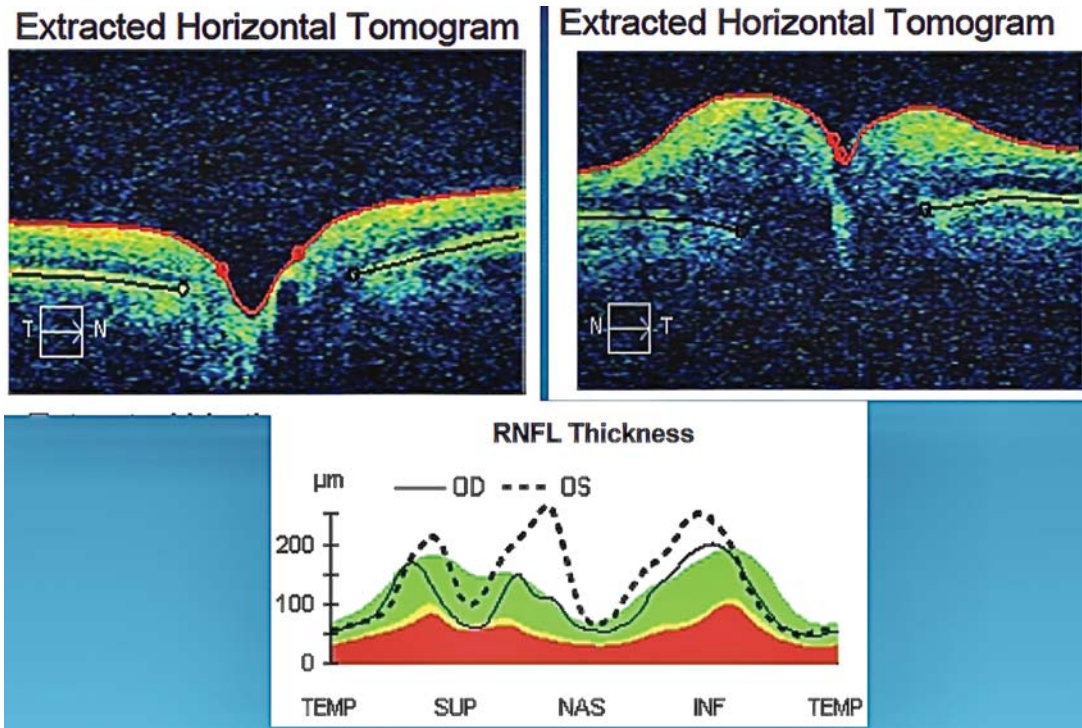 Extracted Horizontal Tomogram
Extracted Horizontal Tomogram
T N
N T
RNFL Thickness
µm
OD OS
200
100
0
TEMP SUP NAS INF TEMP